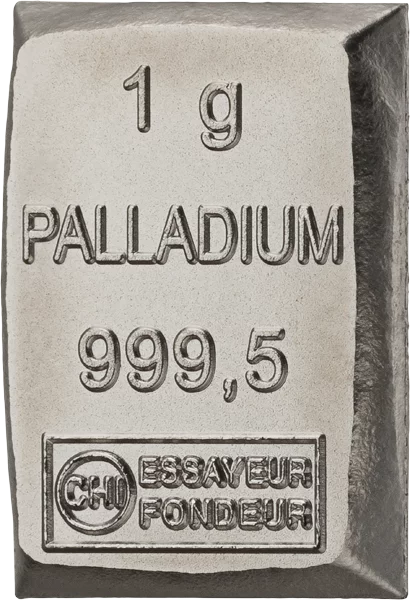 1 g
PALLADIUM
999,5
CHI ESSAYEUR
FONDEUR